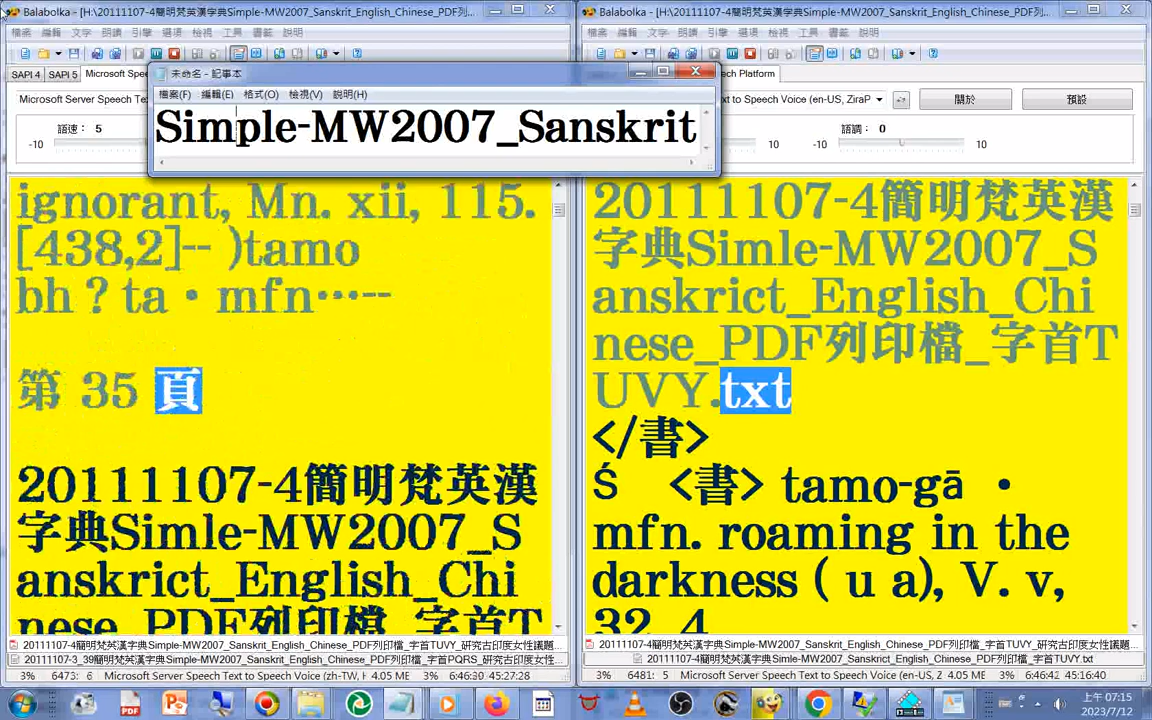 Balabolka - [H:\20111107-4簡明梵英漢字典Simple-MW2007_Sanskrit_English_Chinese_PDF列...
Balabolka - [H:\20111107-4簡明梵英漢字典Simple-MW2007_Sanskrit_English_Chinese_PDF列...
檔案 編輯 文字 朗讀 引擎 選項 檢視 工具 書籤 說明
檔案 編輯 文字 朗讀 引擎 選項 檢視 工具 書籤 說明
SAPI 4 SAPI 5 Microsoft Spee
ech Platform
未命名 - 記事本
檔案(F) 編輯(E) 格式(O) 檢視(V) 說明(H)
Simple-MW2007_Sanskrit
Microsoft Server Speech Text
xt to Speech Voice (en-US, ZiraP
關於
預設
語速： 5
語調： 0
-10
10
-10
10
ignorant, Mn. xii, 115.
[438,2]-- )tamo
bh？ta・mfn…--
第 35 頁
20111107-4簡明梵英漢
字典Simle-MW2007_S
anskrict_English_Chi
nese_PDF列印檔_字首T
20111107-4簡明梵英漢
字典Simle-MW2007_S
anskrict_English_Chi
nese_PDF列印檔_字首T
UVY.txt
</書>
Ś <書> tamo-gā・
mfn. roaming in the
darkness ( u a), V. v,
32, 4
20111107-4簡明梵英漢字典Simple-MW2007_Sanskrit_English_Chinese_PDF列印檔_字首TUVY_研究古印度女性議題...
20111107-3_39簡明梵英漢字典Simple-MW2007_Sanskrit_English_Chinese_PDF列印檔_字首PQRS_研究古印度女性...
3% 6473: 6 Microsoft Server Speech Text to Speech Voice (zh-TW, H 4.05 ME 3% 6:46:39 45:27:28
20111107-4簡明梵英漢字典Simple-MW2007_Sanskrit_English_Chinese_PDF列印檔_字首TUVY_研究古印度女性議題...
20111107-4簡明梵英漢字典Simle-MW2007_Sanskrict_English_Chinese_PDF列印檔_字首TUVY.txt
3% 6481: 5 Microsoft Server Speech Text to Speech Voice (en-US, Z 4.05 ME 3% 6:46:42 45:16:40
上午 07:15
2023/7/12